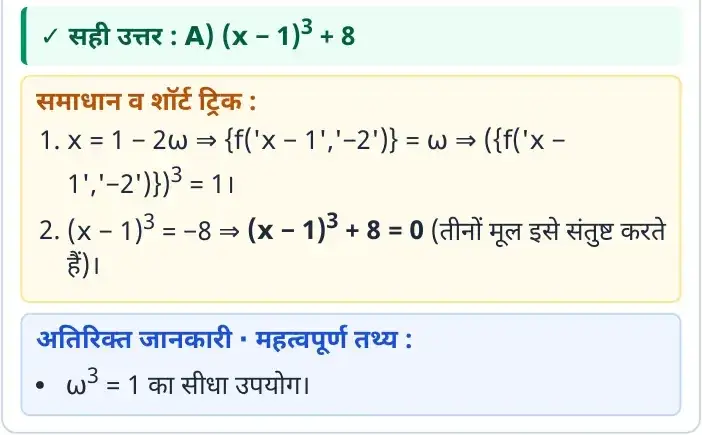 ✓ सही उत्तर : A) (x − 1)³ + 8
समाधान व शॉर्ट ट्रिक :
1. x = 1 − 2ω ⇒ {f('x − 1','−2')} = ω ⇒ ({f('x −
1','−2')})³ = 1।
2. (x − 1)³ = −8 ⇒ (x − 1)³ + 8 = 0 (तीनों मूल इसे संतुष्ट करते
हैं)।
अतिरिक्त जानकारी · महत्वपूर्ण तथ्य :
• ω³ = 1 का सीधा उपयोग।